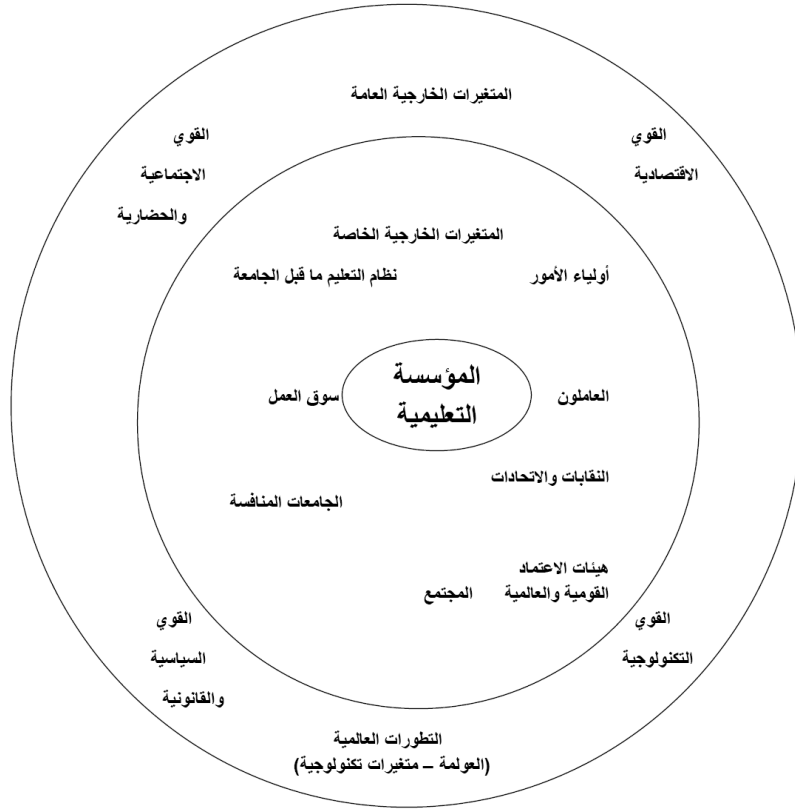 المتغيرات الخارجية العامة
القوي
الاقتصادية
القوي
الاجتماعية
والحضارية
المتغيرات الخارجية الخاصة
أولياء الأمور
نظام التعليم ما قبل الجامعة
المؤسسة
التعليمية
العاملون
سوق العمل
النقابات والاتحادات
الجامعات المنافسة
هيئات الاعتماد
القومية والعالمية
المجتمع
القوي
التكنولوجية
القوي
السياسية
والقانونية
التطورات العالمية
(العولمة – متغيرات تكنولوجية)